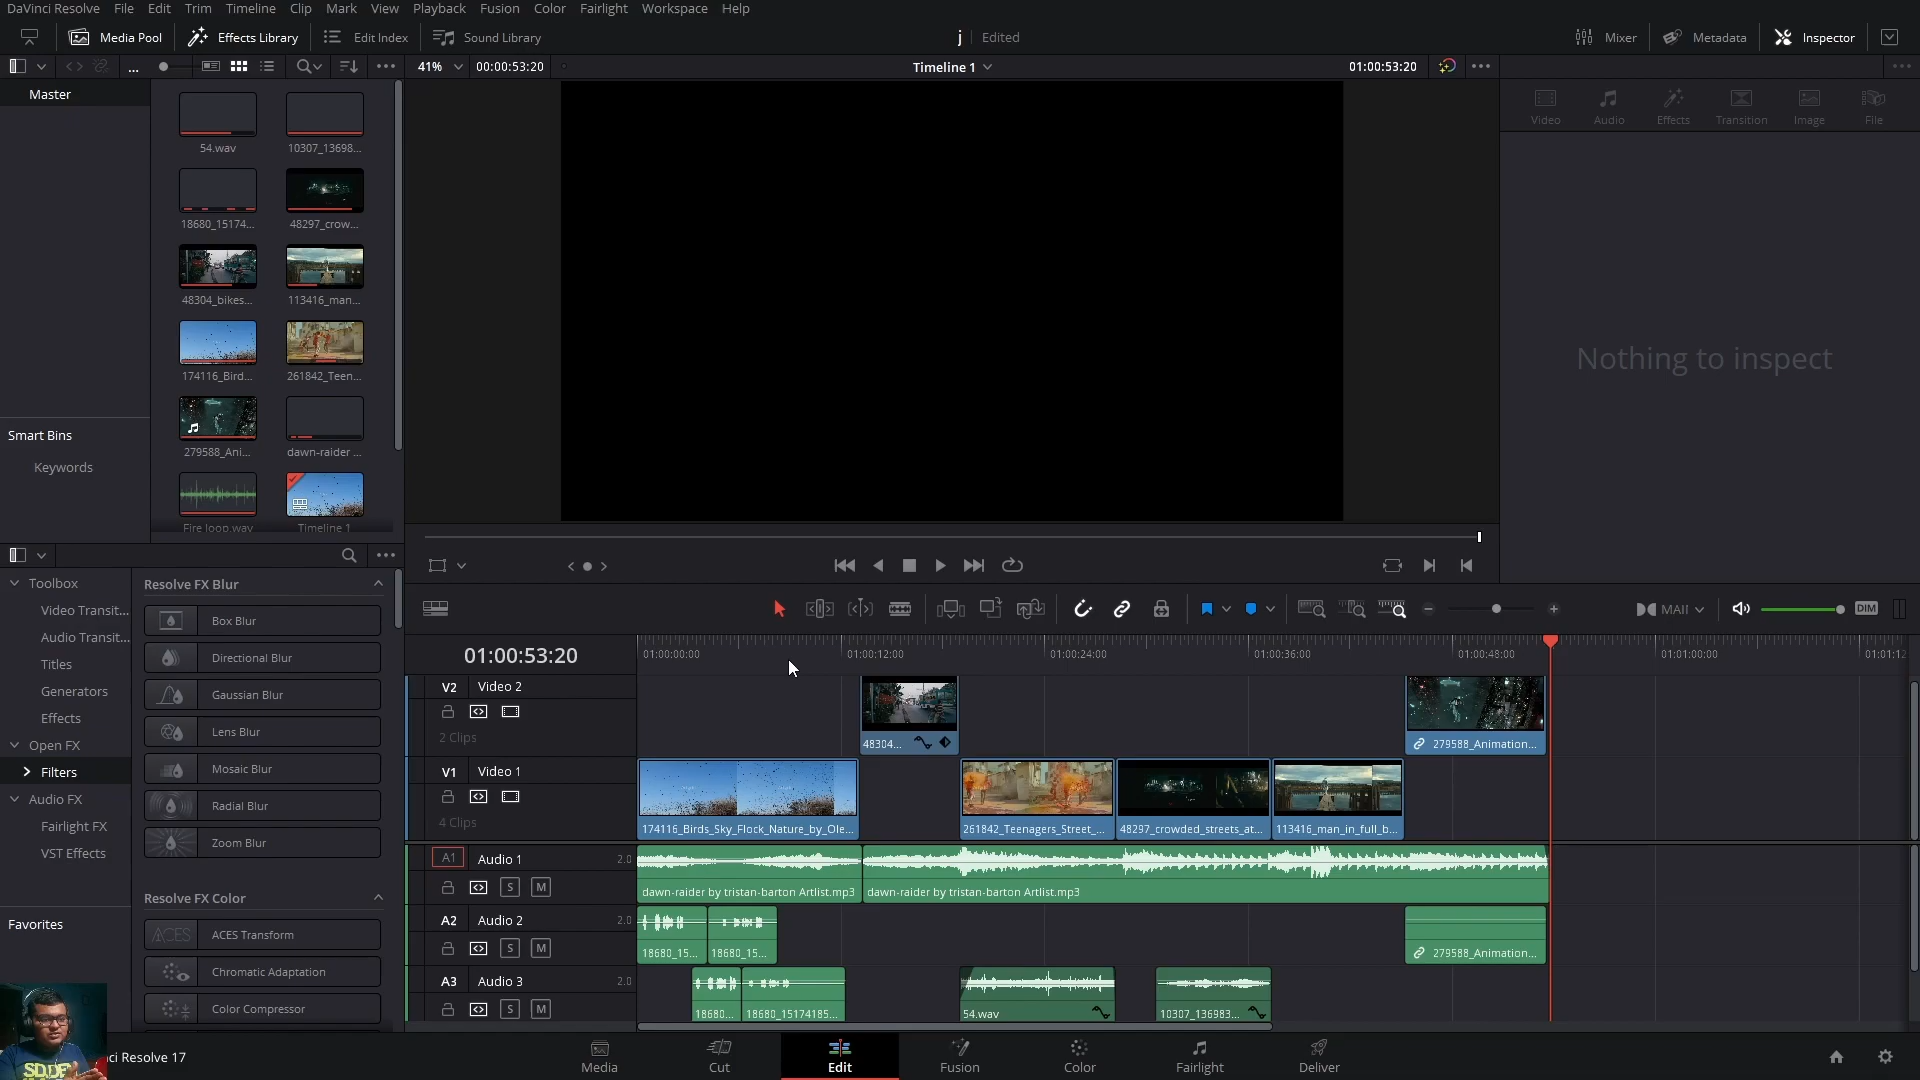 DaVinci Resolve File Edit Trim Timeline Clip Mark View Playback Fusion Color Fairlight Workspace Help
Media Pool Effects Library Edit Index Sound Library j Edited Mixer Metadata Inspector
... 41% 00:00:53:20 Timeline 1 01:00:53:20
Master
54.wav 10307_13698...
18680_15174... 48297_crow...
48304_bikes... 113416_man...
174116_Bird... 261842_Teen...
279588_Ani... dawn-raider ...
Fire loop.wav Timeline 1
Smart Bins
Keywords
Video Audio Effects Transition Image File
Nothing to inspect
Toolbox
Video Transit...
Audio Transit...
Titles
Generators
Effects
Open FX
Filters
Audio FX
Fairlight FX
VST Effects
Favorites
Resolve FX Blur
Box Blur
Directional Blur
Gaussian Blur
Lens Blur
Mosaic Blur
Radial Blur
Zoom Blur
Resolve FX Color
ACES ACES Transform
Chromatic Adaptation
Color Compressor
DIM
01:00:53:20
01:00:00:00 01:00:12:00 01:00:24:00 01:00:36:00 01:00:48:00 01:01:00:00 01:01:12
V2 Video 2
2 Clips
48304... 279588_Animation...
V1 Video 1
4 Clips
174116_Birds_Sky_Flock_Nature_by_Ole... 261842_Teenagers_Street_... 48297_crowded_streets_at... 113416_man_in_full_b...
A1 Audio 1 2.0
S M
dawn-raider by tristan-barton Artlist.mp3 dawn-raider by tristan-barton Artlist.mp3
A2 Audio 2 2.0
S M
18680_15... 18680_15... 279588_Animation...
A3 Audio 3 2.0
S M
18680... 18680_15174185... 54.wav 10307_136983...
nci Resolve 17
Media Cut Edit Fusion Color Fairlight Deliver